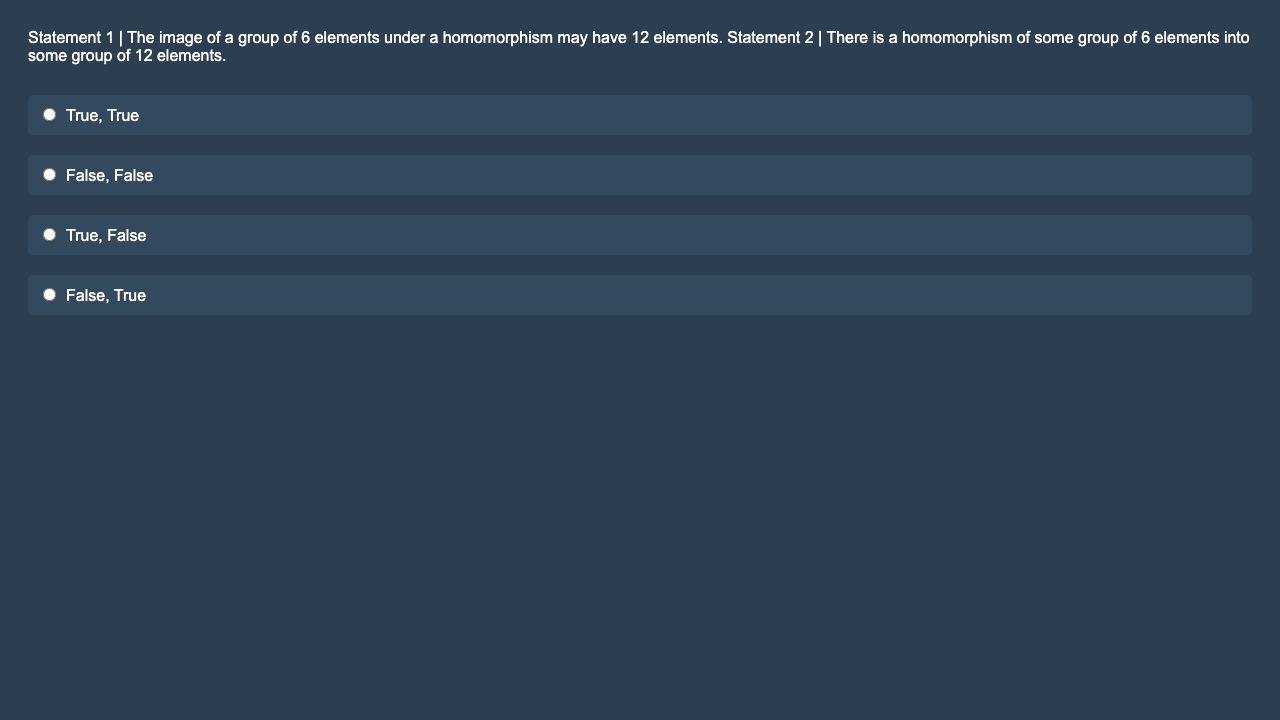 Statement 1 | The image of a group of 6 elements under a homomorphism may have 12 elements. Statement 2 | There is a homomorphism of some group of 6 elements into
some group of 12 elements.
True, True
False, False
True, False
False, True